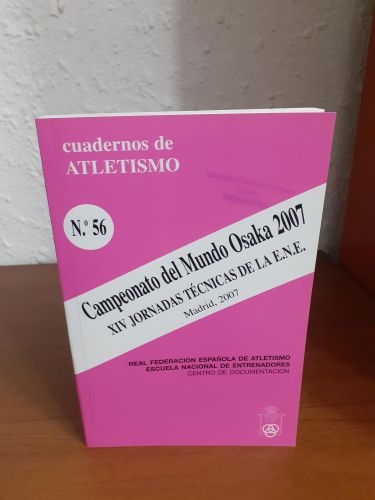 cuadernos de
ATLETISMO
N.º 56
Campeonato del Mundo Osaka 2007
XIV JORNADAS TÉCNICAS DE LA E.N.E.
Madrid, 2007
REAL FEDERACION ESPAÑOLA DE ATLETISMO
ESCUELA NACIONAL DE ENTRENADORES
CENTRO DE DOCUMENTACION